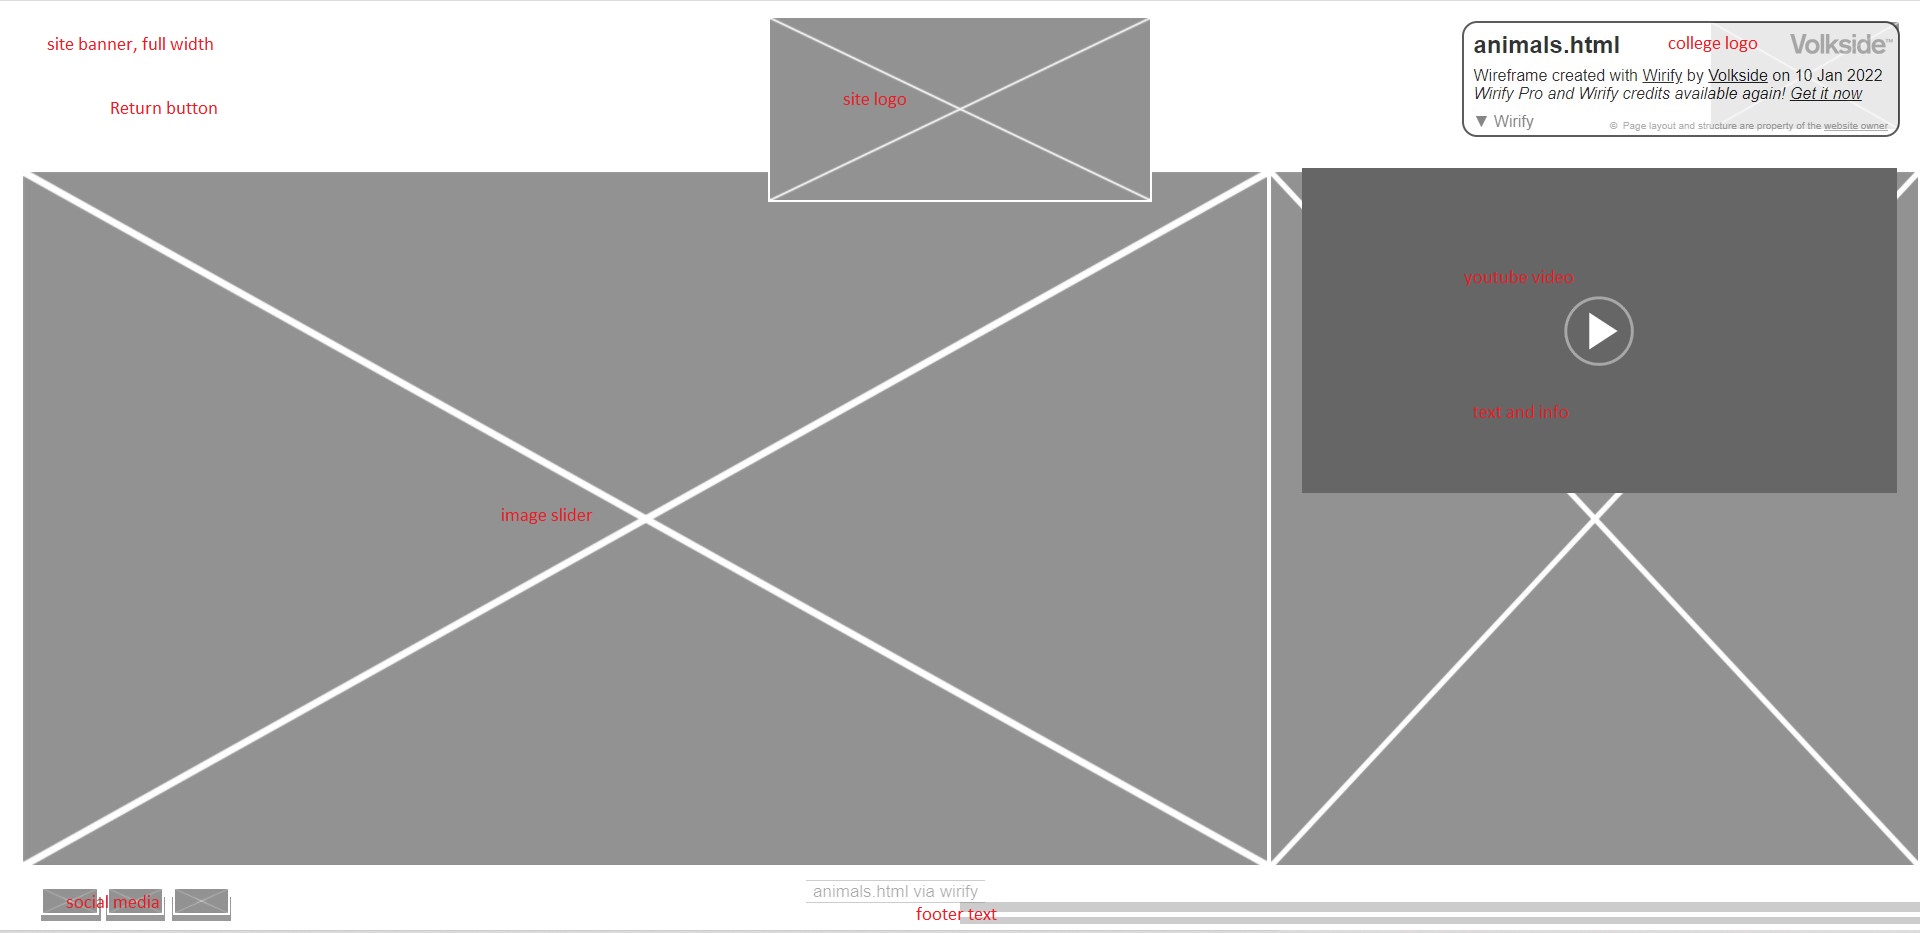 site banner, full width
Return button
site logo
animals.html
college logo
Volkside™
Wireframe created with Wirify by Volkside on 10 Jan 2022
Wirify Pro and Wirify credits available again! Get it now
▼ Wirify
© Page layout and structure are property of the website owner
youtube video
text and info
image slider
social media
animals.html via wirify
footer text